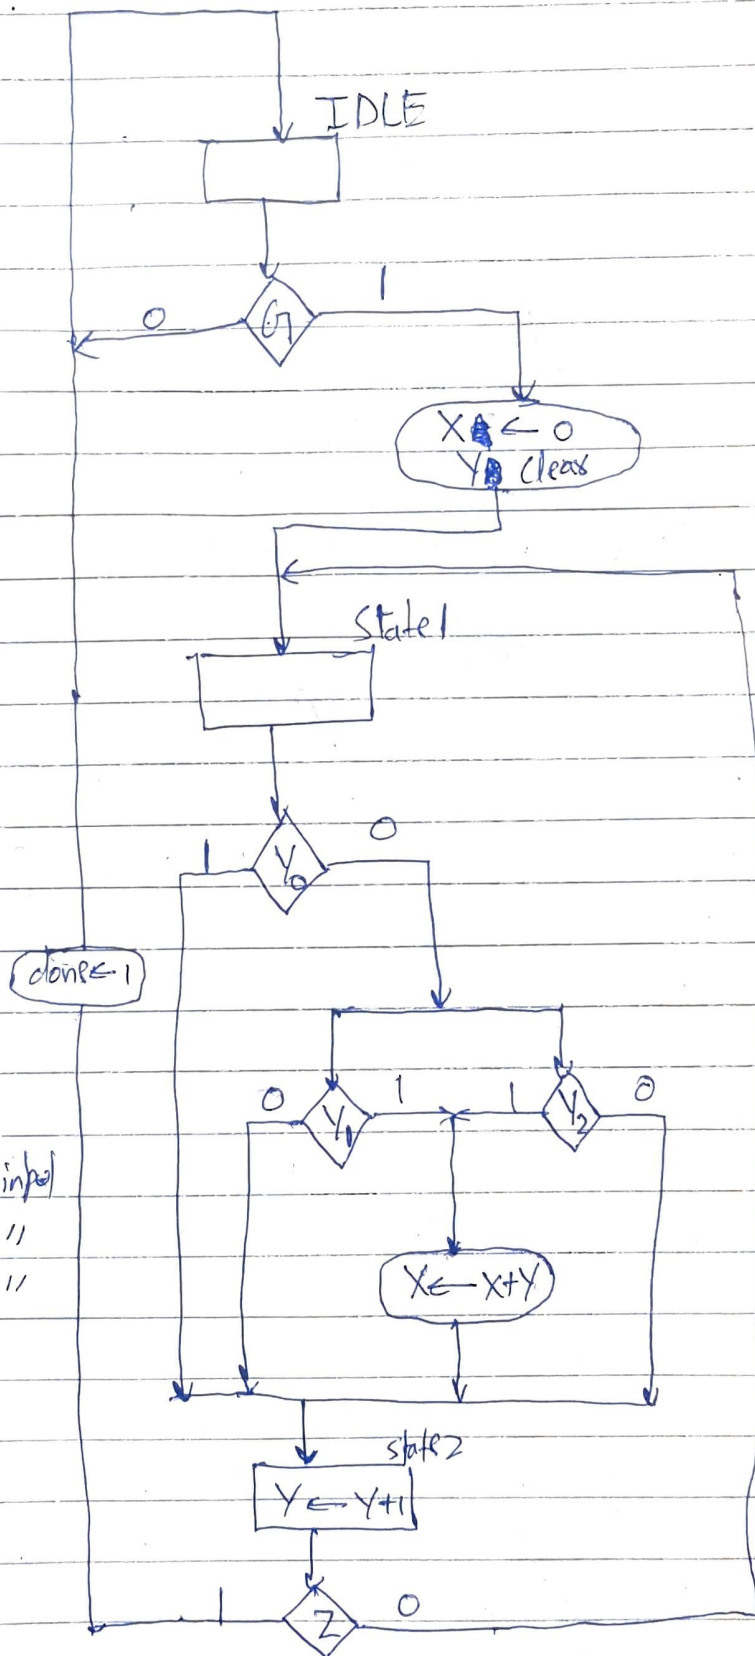 IDLE
G
0
1
X ← 0
Y Clear
State1
Y0
1
0
done ← 1
Y1
0
1
Y2
1
0
input
"
"
X ← X+Y
state2
Y ← Y+1
Z
1
0